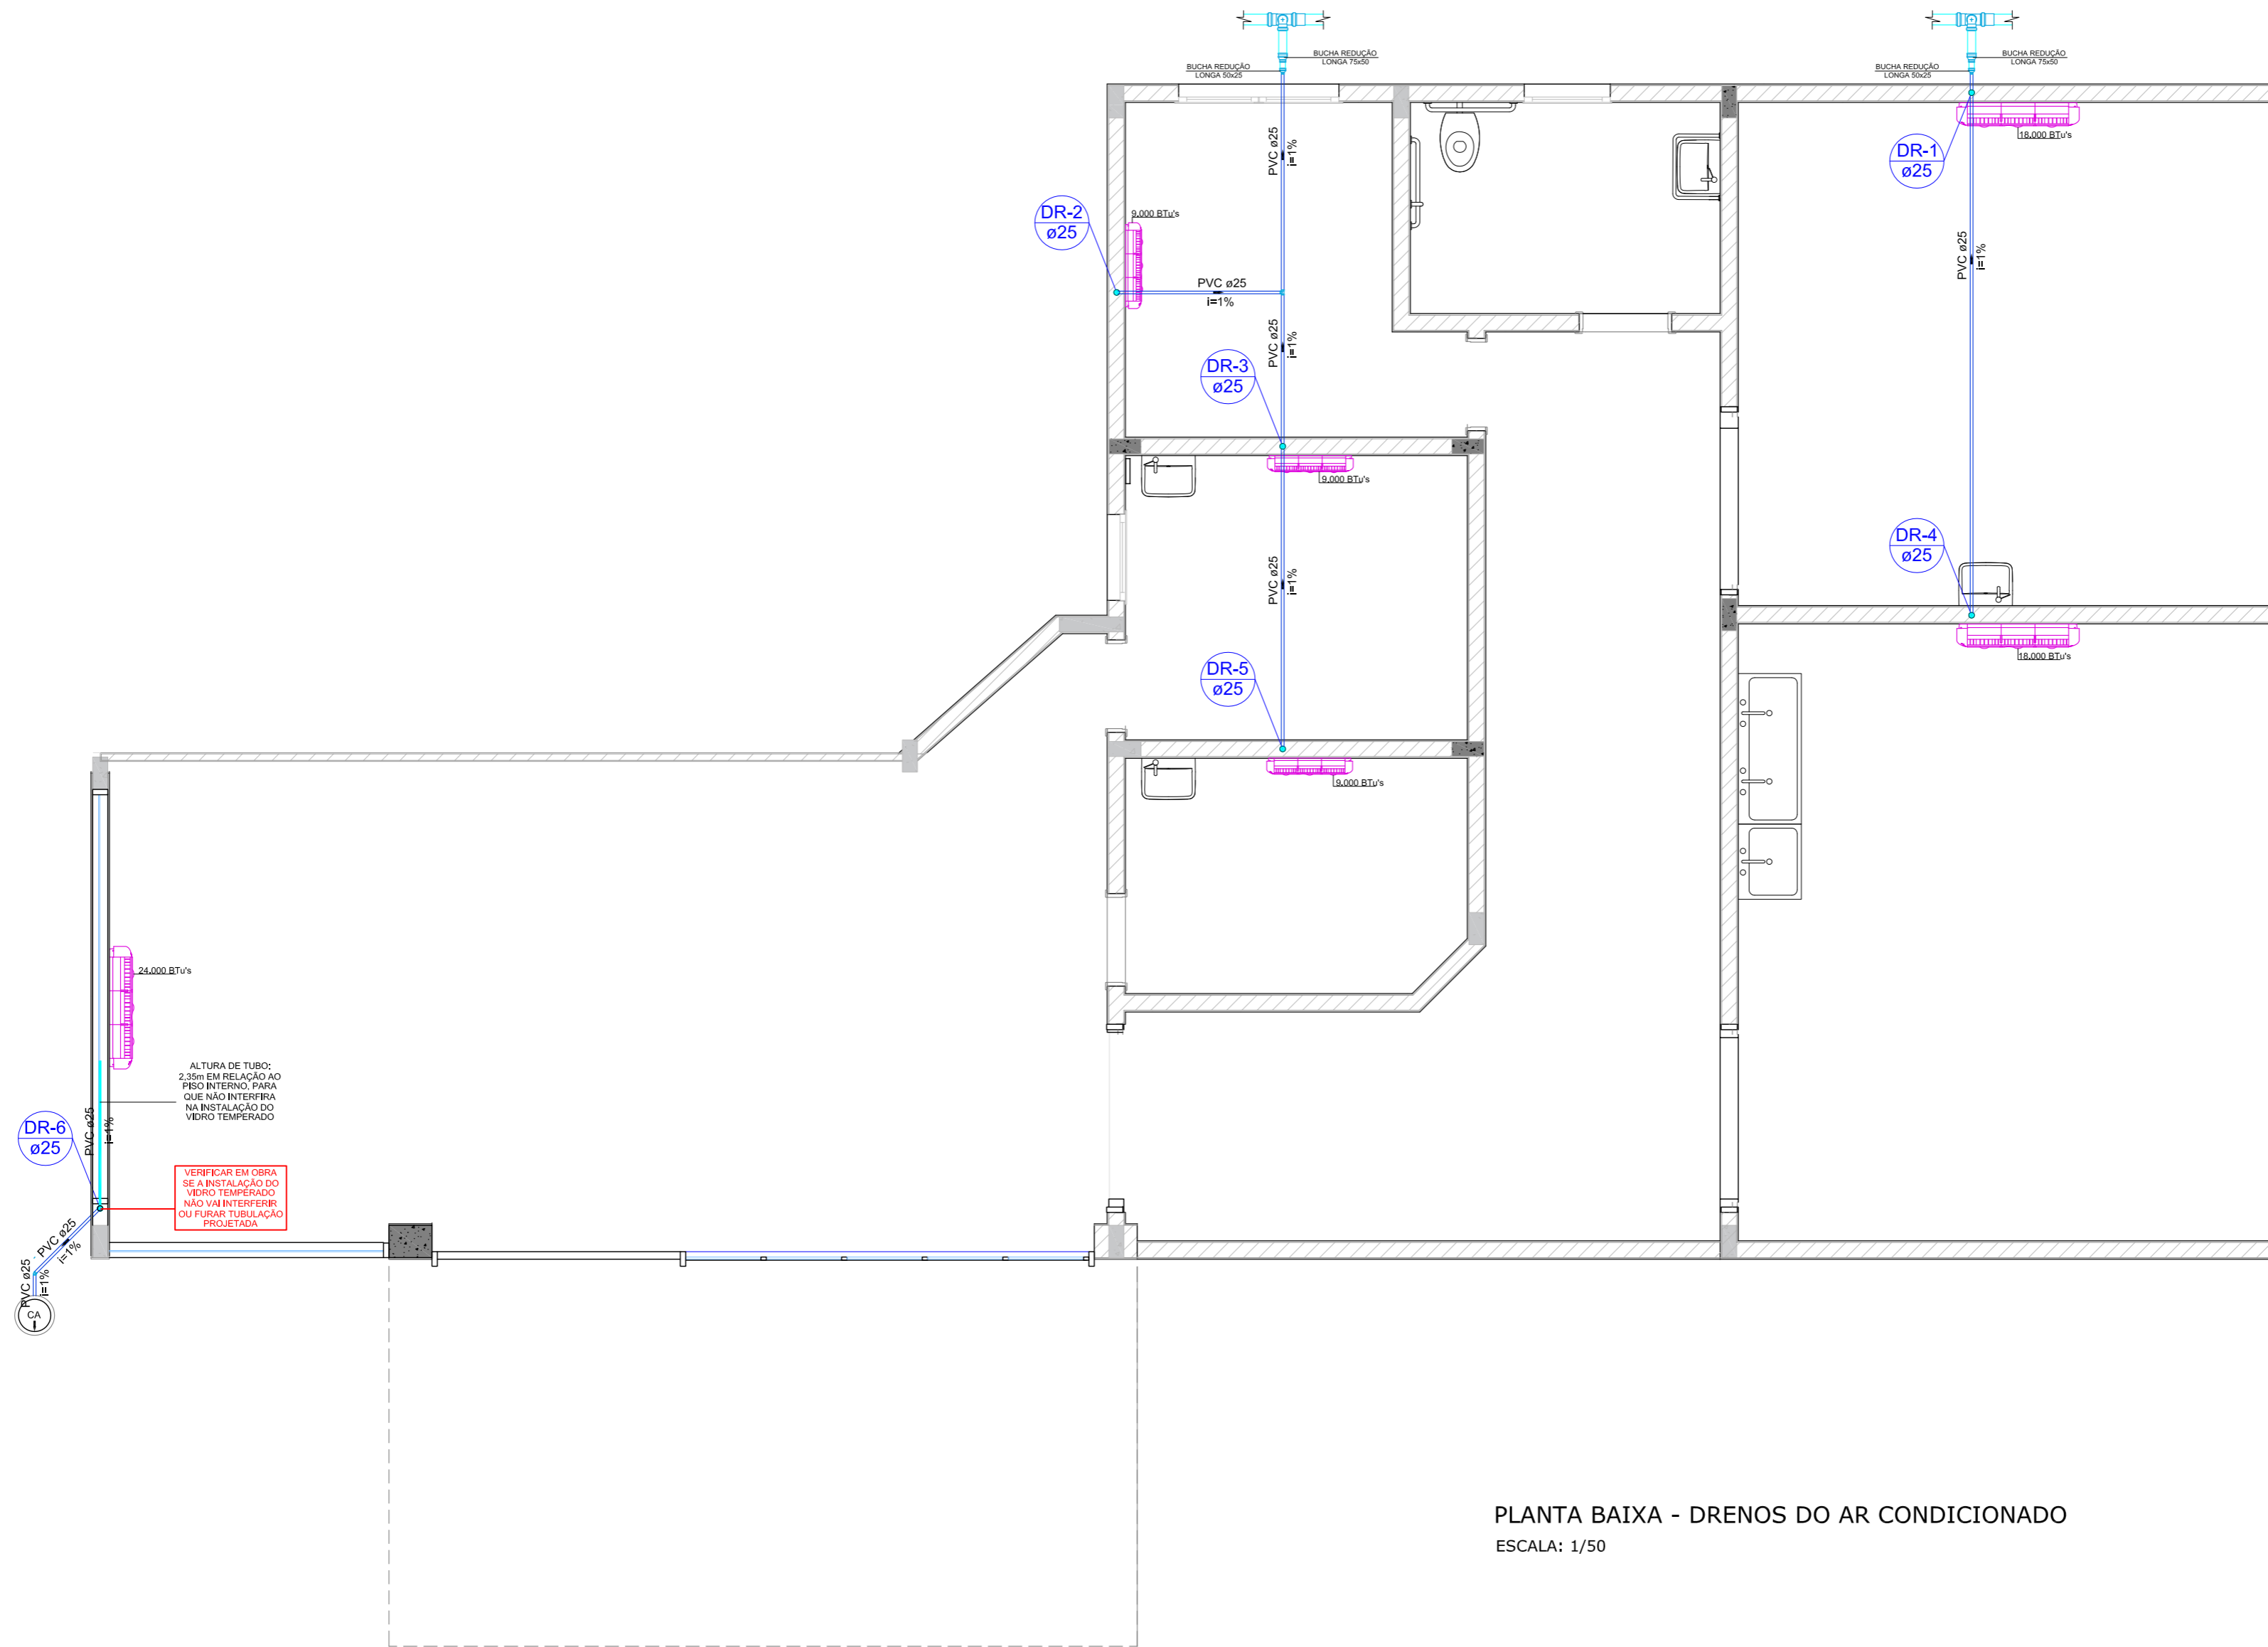 BUCHA REDUÇÃO
LONGA 75x50
BUCHA REDUÇÃO
LONGA 50x25
BUCHA REDUÇÃO
LONGA 75x50
BUCHA REDUÇÃO
LONGA 50x25
PVC ø25
i=1%
18.000 BTu's
DR-1
ø25
DR-2
ø25
9.000 BTu's
PVC ø25
i=1%
PVC ø25
i=1%
PVC ø25
i=1%
DR-3
ø25
9.000 BTu's
PVC ø25
i=1%
DR-4
ø25
18.000 BTu's
DR-5
ø25
9.000 BTu's
24.000 BTu's
ALTURA DE TUBO:
2,35m EM RELAÇÃO AO
PISO INTERNO, PARA
QUE NÃO INTERFIRA
NA INSTALAÇÃO DO
VIDRO TEMPERADO
PVC ø25
i=1%
DR-6
ø25
VERIFICAR EM OBRA
SE A INSTALAÇÃO DO
VIDRO TEMPERADO
NÃO VAI INTERFERIR
OU FURAR TUBULAÇÃO
PROJETADA
PVC ø25
i=1%
PVC ø25
i=1%
CA
PLANTA BAIXA - DRENOS DO AR CONDICIONADO
ESCALA: 1/50